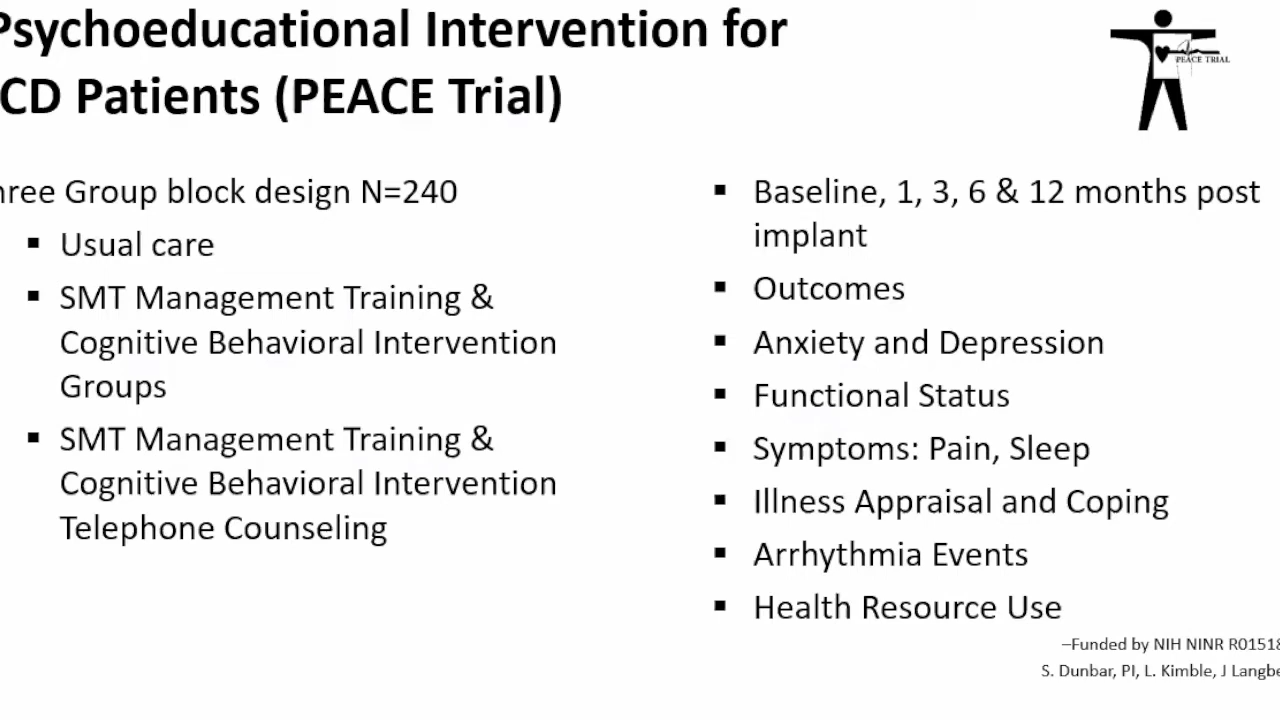 Psychoeducational Intervention for
CD Patients (PEACE Trial)
PEACE TRIAL
hree Group block design N=240
▪ Usual care
▪ SMT Management Training &
Cognitive Behavioral Intervention
Groups
▪ SMT Management Training &
Cognitive Behavioral Intervention
Telephone Counseling
▪ Baseline, 1, 3, 6 & 12 months post
implant
▪ Outcomes
▪ Anxiety and Depression
▪ Functional Status
▪ Symptoms: Pain, Sleep
▪ Illness Appraisal and Coping
▪ Arrhythmia Events
▪ Health Resource Use
–Funded by NIH NINR R01518
S. Dunbar, PI, L. Kimble, J Langbe